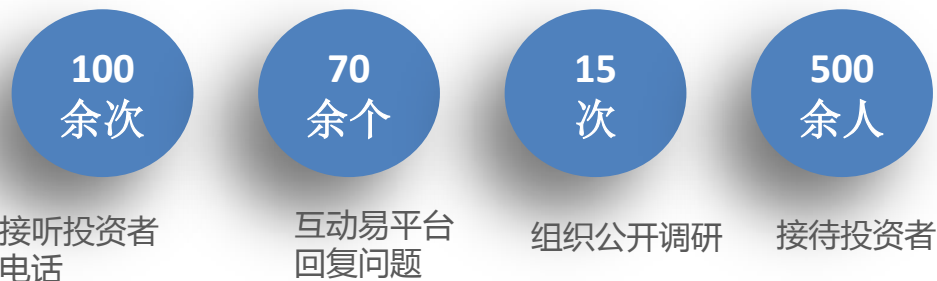 100
余次
70
余个
15
次
500
余人
接听投资者
电话
互动易平台
回复问题
组织公开调研
接待投资者